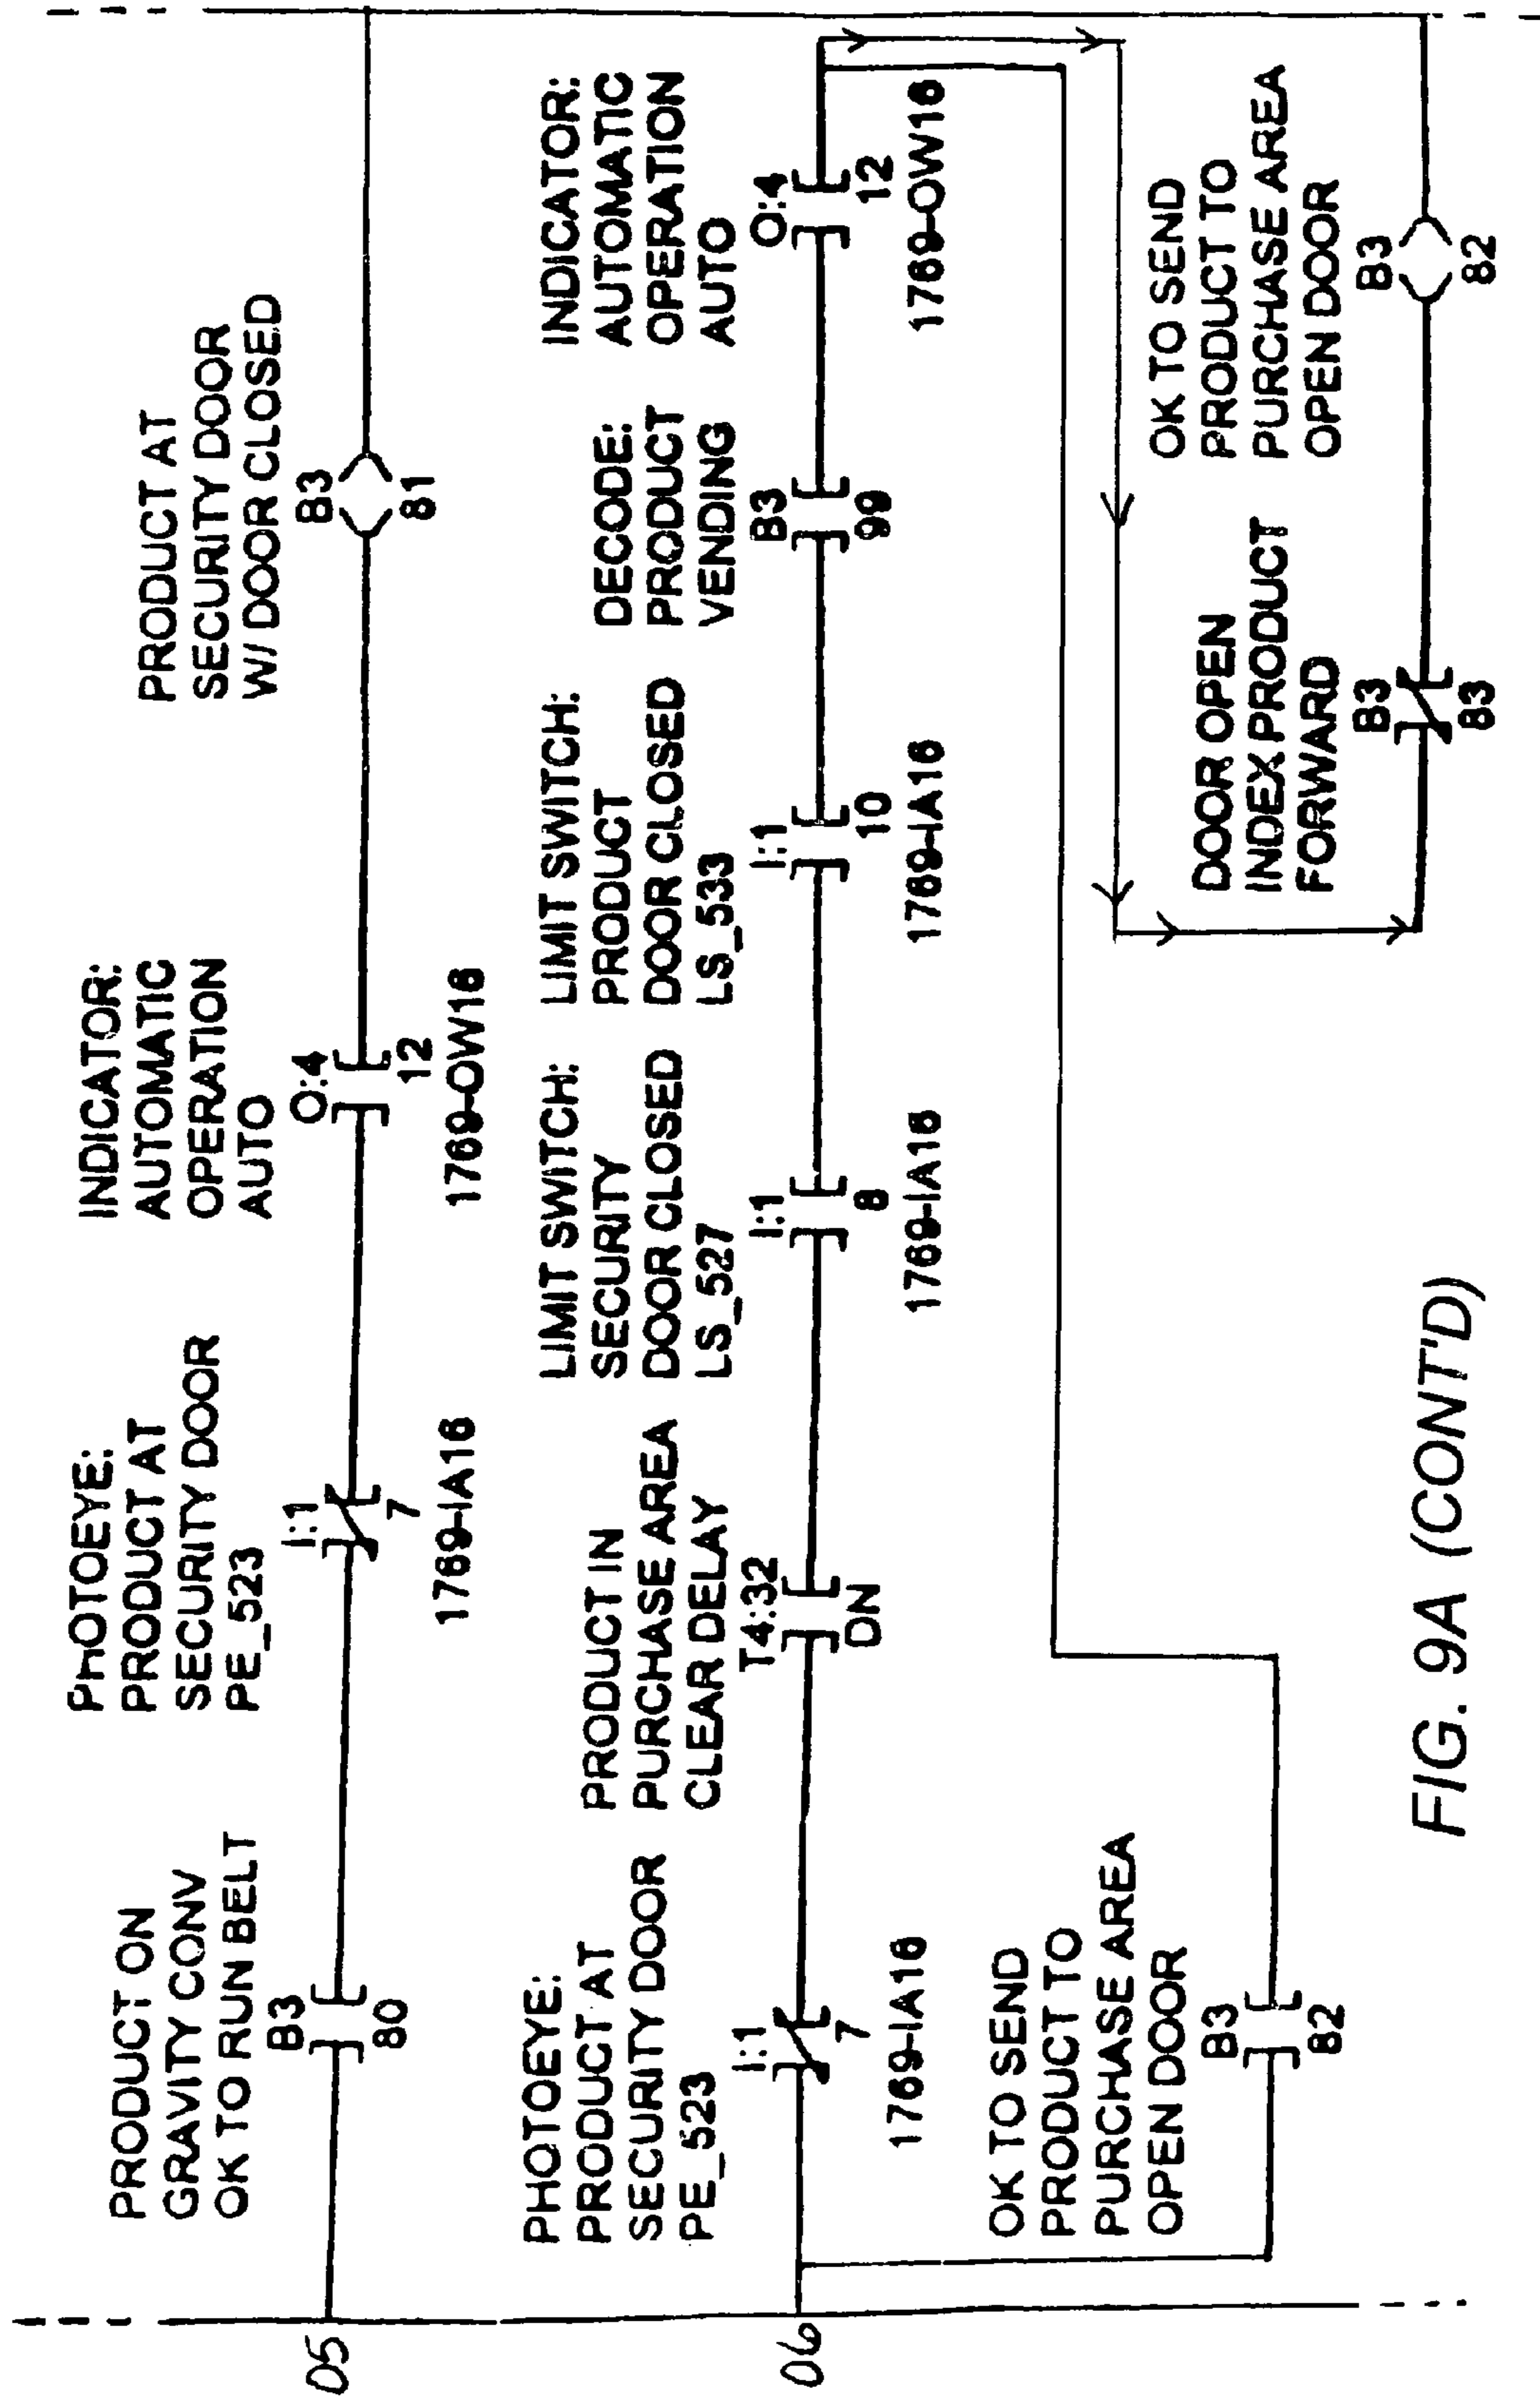 05
PRODUCT ON
GRAVITY CONV
OK TO RUN BELT
B3
80
PHOTOEYE:
PRODUCT AT
SECURITY DOOR
PE_523
I:1
7
1769-IA16
INDICATOR:
AUTOMATIC
OPERATION
AUTO
O:4
12
1769-OW16
PRODUCT AT
SECURITY DOOR
W/ DOOR CLOSED
B3
81
06
PHOTOEYE:
PRODUCT AT
SECURITY DOOR
PE_523
I:1
7
1769-IA16
PRODUCT IN
PURCHASE AREA
CLEAR DELAY
T4:32
DN
LIMIT SWITCH:
SECURITY
DOOR CLOSED
LS_527
I:1
8
1769-IA16
LIMIT SWITCH:
PRODUCT
DOOR CLOSED
LS_533
I:1
10
1769-IA16
DECODE:
PRODUCT
VENDING
B3
99
INDICATOR:
AUTOMATIC
OPERATION
AUTO
O:4
12
1769-OW16
OK TO SEND
PRODUCT TO
PURCHASE AREA
OPEN DOOR
B3
82
DOOR OPEN
INDEX PRODUCT
FORWARD
B3
83
OK TO SEND
PRODUCT TO
PURCHASE AREA
OPEN DOOR
B3
82
FIG. 9A (CONT'D)